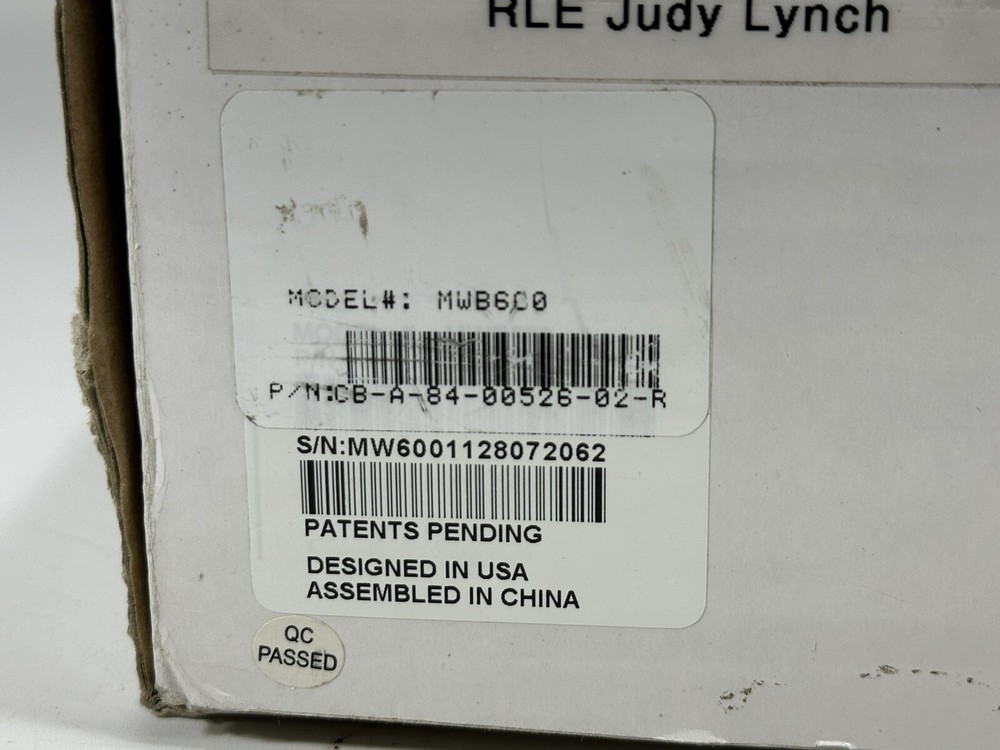 RLE Judy Lynch
MODEL#: MWB600
P/N:CB-A-84-00526-02-R
S/N:MW6001128072062
PATENTS PENDING
DESIGNED IN USA
ASSEMBLED IN CHINA
QC
PASSED